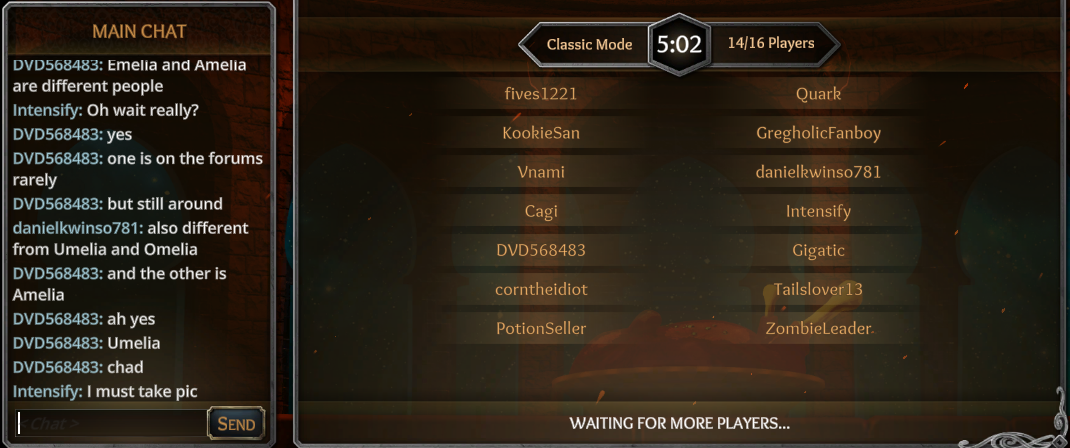 MAIN CHAT
DVD568483: Emelia and Amelia
are different people
Intensify: Oh wait really?
DVD568483: yes
DVD568483: one is on the forums
rarely
DVD568483: but still around
danielkwinso781: also different
from Umelia and Omelia
DVD568483: and the other is
Amelia
DVD568483: ah yes
DVD568483: Umelia
DVD568483: chad
Intensify: I must take pic
< Chat >
SEND
Classic Mode
5:02
14/16 Players
fives1221
Quark
KookieSan
GregholicFanboy
Vnami
danielkwinso781
Cagi
Intensify
DVD568483
Gigatic
corntheidiot
Tailslover13
PotionSeller
ZombieLeader
WAITING FOR MORE PLAYERS...